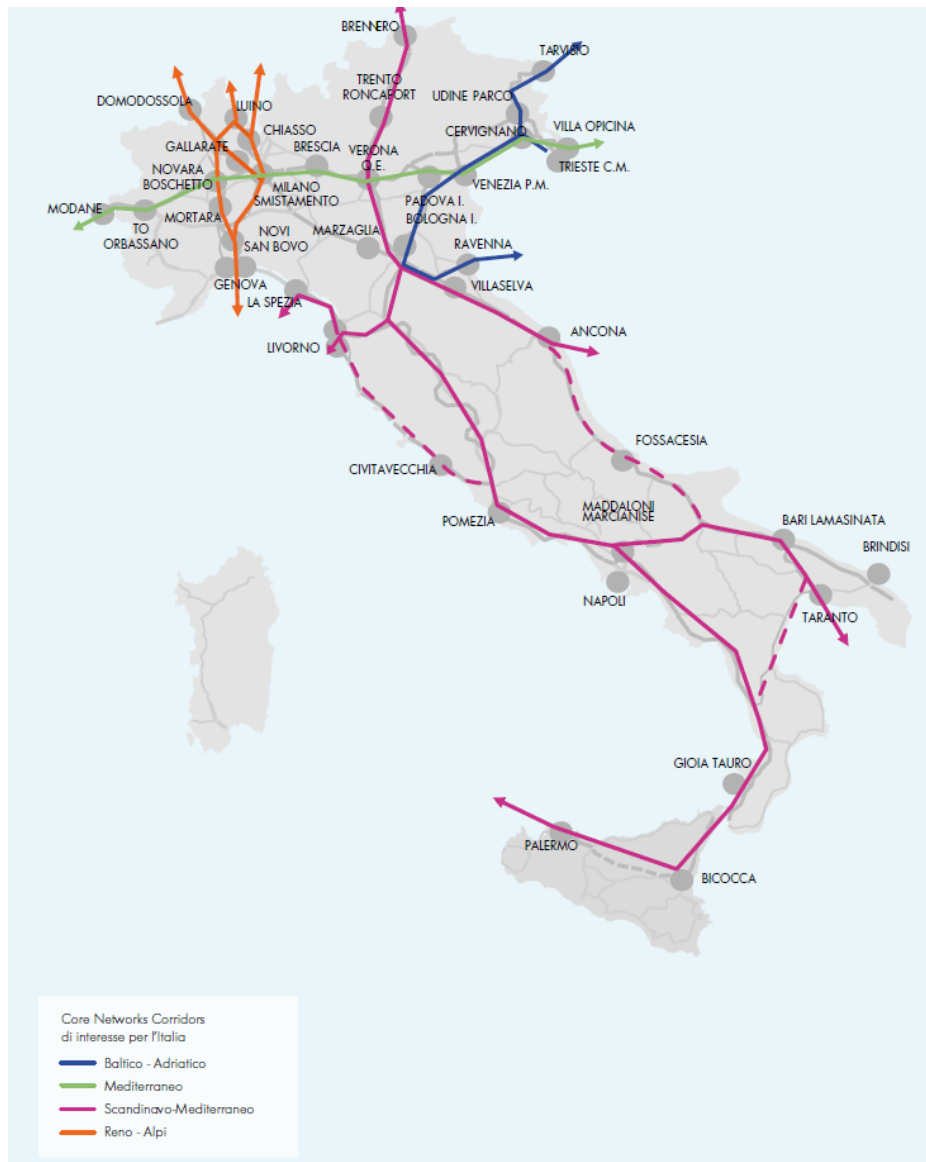 BRENNERO
TARVISIO
TRENTO
RONCAFORT
UDINE PARCO
DOMODOSSOLA
LUINO
CHIASSO
CERVIGNANO
VILLA OPICINA
GALLARATE
BRESCIA
VERONA
Q.E.
TRIESTE C.M.
NOVARA
BOSCHETTO
MILANO
SMISTAMENTO
VENEZIA P.M.
MODANE
TO
ORBASSANO
MORTARA
PADOVA I.
BOLOGNA I.
NOVI
SAN BOVO
MARZAGLIA
RAVENNA
GENOVA
VILLASELVA
LA SPEZIA
LIVORNO
ANCONA
FOSSACESIA
CIVITAVECCHIA
POMEZIA
MADDALONI
MARCIANISE
BARI LAMASINATA
BRINDISI
NAPOLI
TARANTO
GIOIA TAURO
PALERMO
BICOCCA
Core Networks Corridors
di interesse per l'Italia
Baltico - Adriatico
Mediterraneo
Scandinavo-Mediterraneo
Reno - Alpi